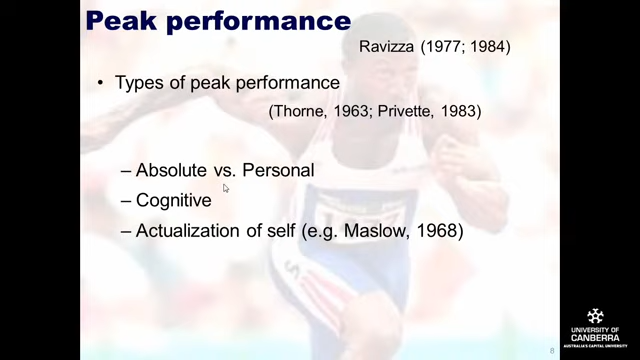 Peak performance
Ravizza (1977; 1984)
• Types of peak performance
(Thorne, 1963; Privette, 1983)
– Absolute vs. Personal
– Cognitive
– Actualization of self (e.g. Maslow, 1968)
8
UNIVERSITY OF
CANBERRA
AUSTRALIA'S CAPITAL UNIVERSITY